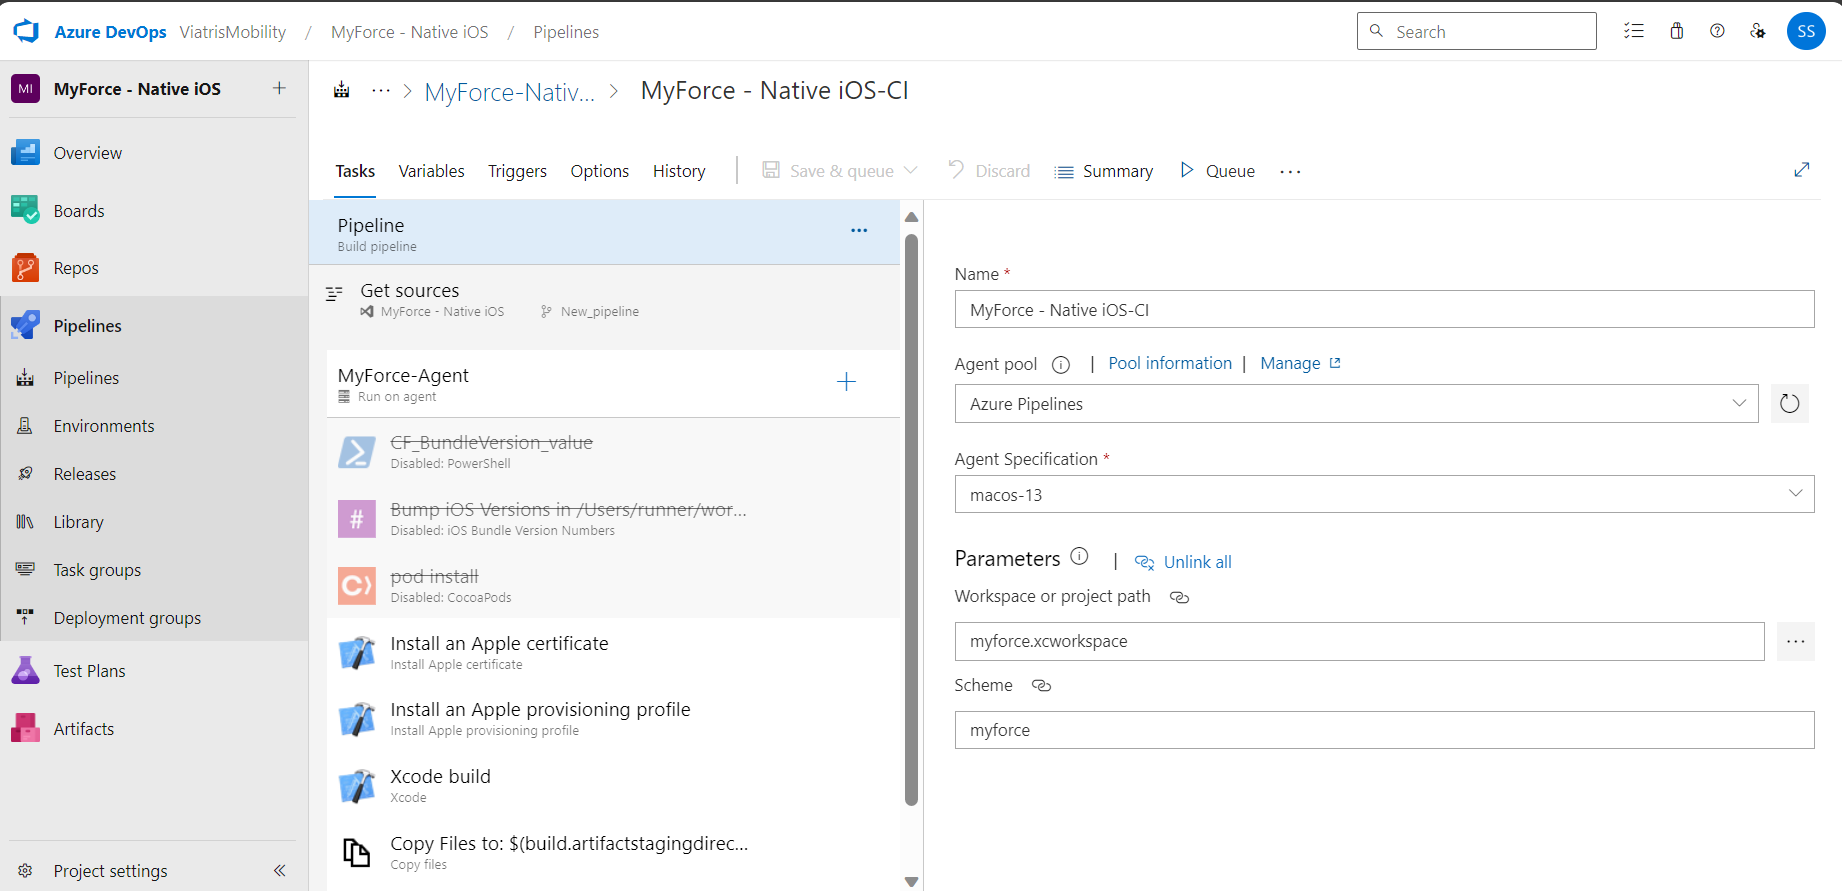 Azure DevOps ViatrisMobility / MyForce - Native iOS / Pipelines
Search
SS
MI MyForce - Native iOS +
Overview
Boards
Repos
Pipelines
Pipelines
Environments
Releases
Library
Task groups
Deployment groups
Test Plans
Artifacts
Project settings
··· > MyForce-Nativ... > MyForce - Native iOS-CI
Tasks Variables Triggers Options History | Save & queue Discard Summary Queue ···
Pipeline
Build pipeline
Get sources
MyForce - Native iOS New_pipeline
MyForce-Agent
Run on agent
CF_BundleVersion_value
Disabled: PowerShell
# Bump iOS Versions in /Users/runner/wor...
Disabled: iOS Bundle Version Numbers
pod install
Disabled: CocoaPods
Install an Apple certificate
Install Apple certificate
Install an Apple provisioning profile
Install Apple provisioning profile
Xcode build
Xcode
Copy Files to: $(build.artifactstagingdirec...
Copy files
Name *
MyForce - Native iOS-CI
Agent pool | Pool information | Manage
Azure Pipelines
Agent Specification *
macos-13
Parameters | Unlink all
Workspace or project path
myforce.xcworkspace
Scheme
myforce